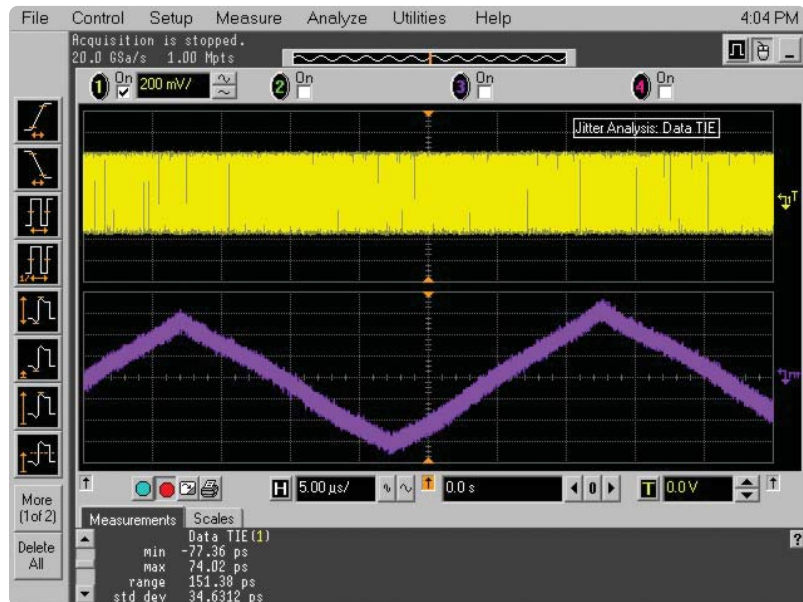 File Control Setup Measure Analyze Utilities Help 4:04 PM
Acquisition is stopped.
20.0 GSa/s 1.00 Mpts
1 On 200 mV/ 2 On 3 On 4 On
Jitter Analysis: Data TIE
T
More
(1of 2)
Delete
All
H 5.00 µs/ 0.0 s 0 T 0.0 V
Measurements Scales
Data TIE(1)
?
min -77.36 ps
max 74.02 ps
range 151.38 ps
std dev 34.6312 ps